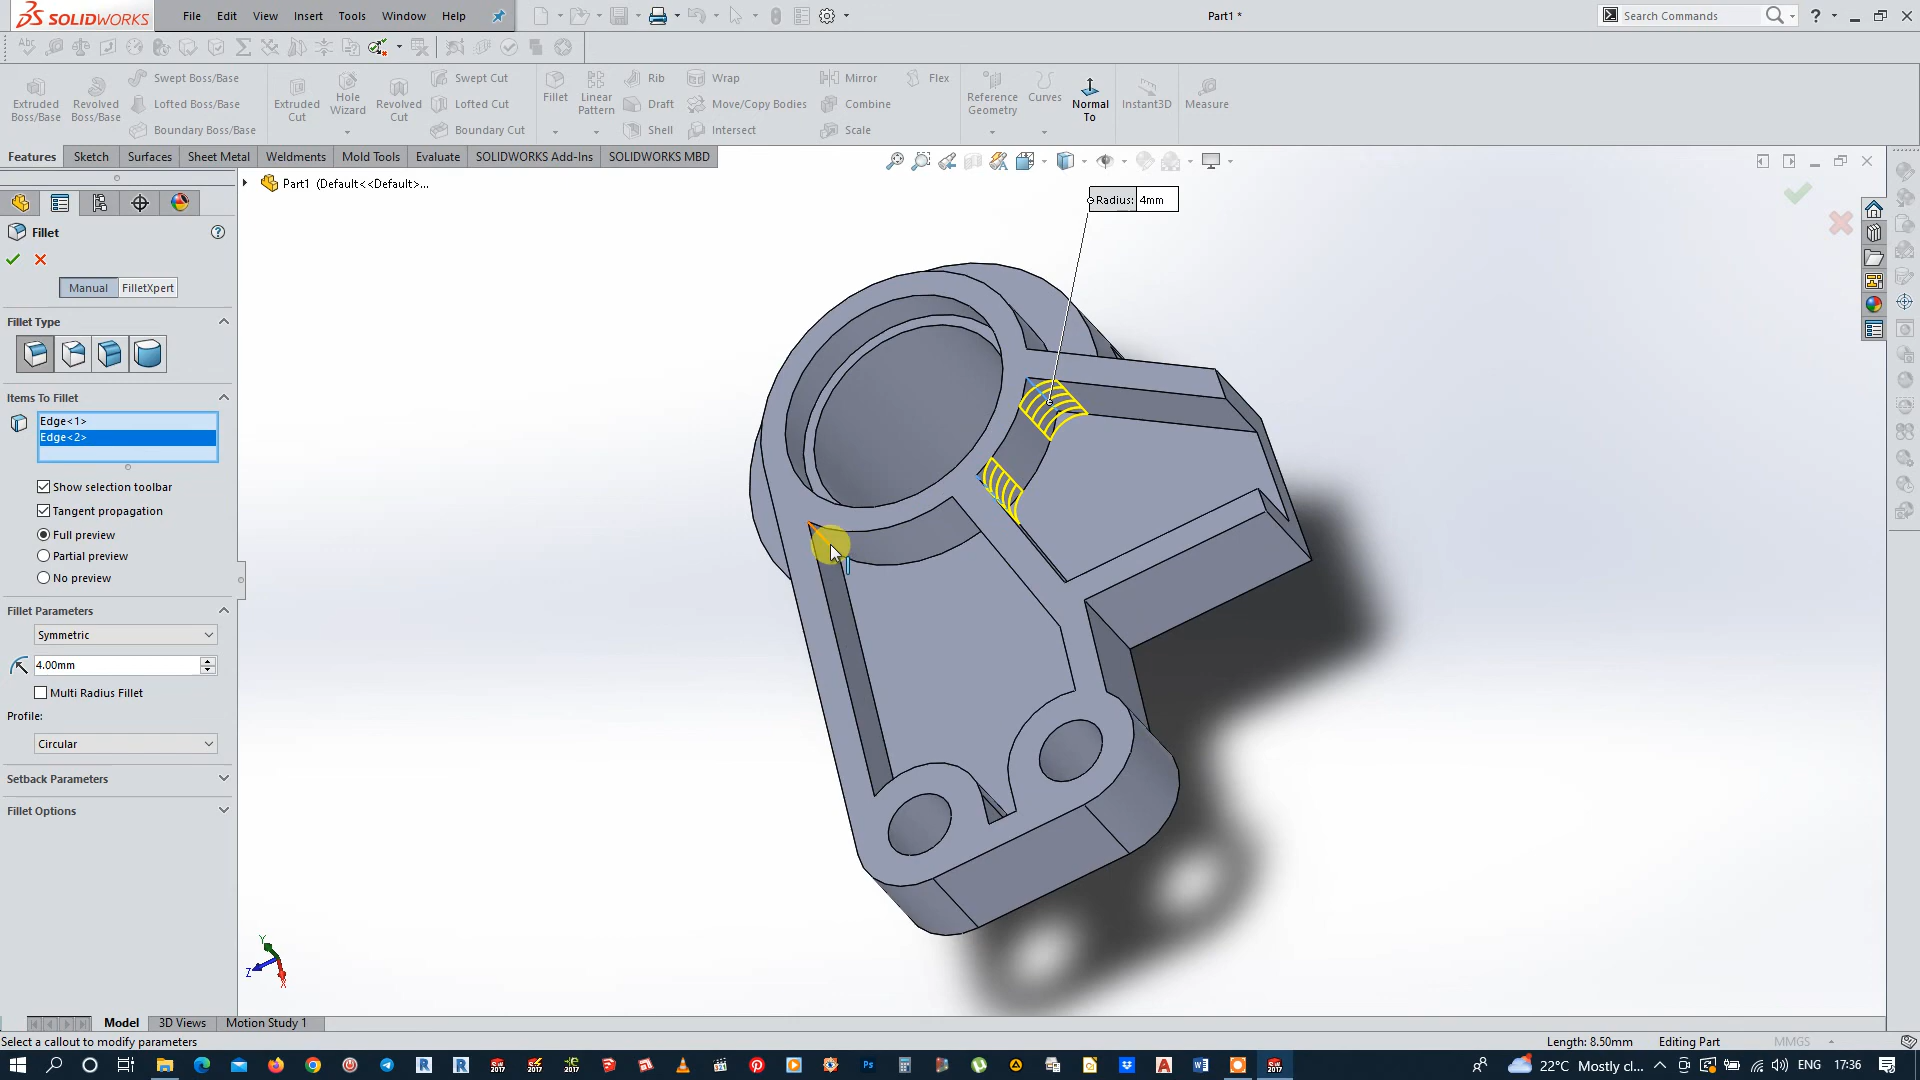 SOLIDWORKS
File Edit View Insert Tools Window Help
Part1 *
Search Commands
Extruded Boss/Base
Revolved Boss/Base
Swept Boss/Base
Lofted Boss/Base
Boundary Boss/Base
Extruded Cut
Hole Wizard
Revolved Cut
Swept Cut
Lofted Cut
Boundary Cut
Fillet
Linear Pattern
Rib
Draft
Shell
Wrap
Move/Copy Bodies
Intersect
Mirror
Combine
Scale
Flex
Reference Geometry
Curves
Normal To
Instant3D
Measure
Features Sketch Surfaces Sheet Metal Weldments Mold Tools Evaluate SOLIDWORKS Add-Ins SOLIDWORKS MBD
Part1 (Default<<Default>...
Radius: 4mm
Fillet
Manual FilletXpert
Fillet Type
Items To Fillet
Edge<1>
Edge<2>
Show selection toolbar
Tangent propagation
Full preview
Partial preview
No preview
Fillet Parameters
Symmetric
4.00mm
Multi Radius Fillet
Profile:
Circular
Setback Parameters
Fillet Options
Y
Z
X
Model 3D Views Motion Study 1
Select a callout to modify parameters
Length: 8.50mm Editing Part MMGS
22°C Mostly cl... ENG 17:36